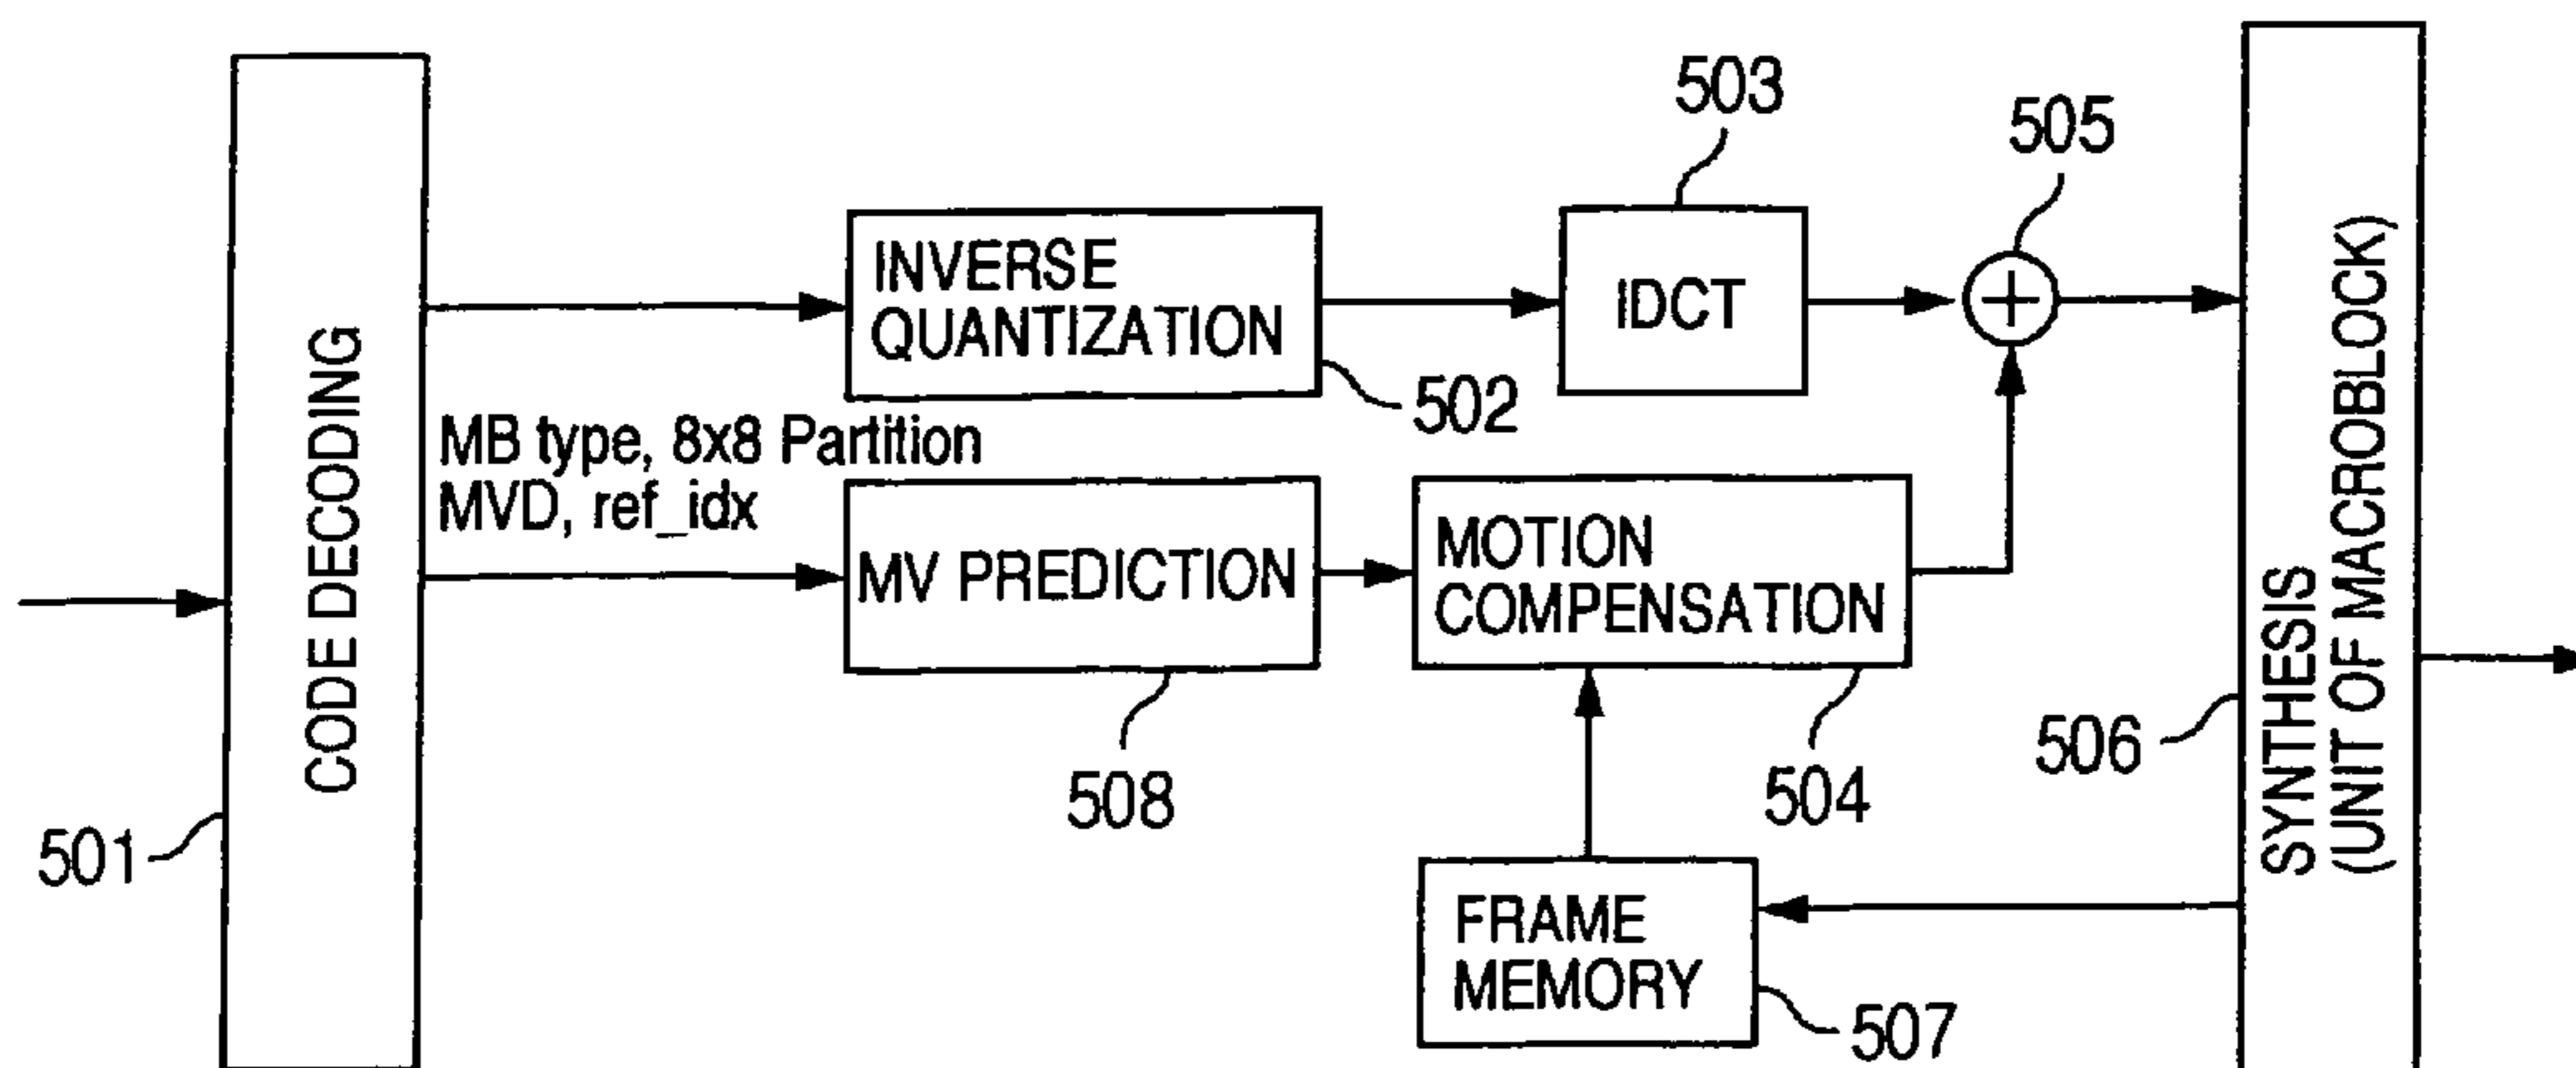 503
505
INVERSE
QUANTIZATION
IDCT
502
CODE DECODING
MB type, 8x8 Partition
MVD, ref_idx
MV PREDICTION
MOTION
COMPENSATION
SYNTHESIS
(UNIT OF MACROBLOCK)
506
508
504
501
FRAME
MEMORY
507